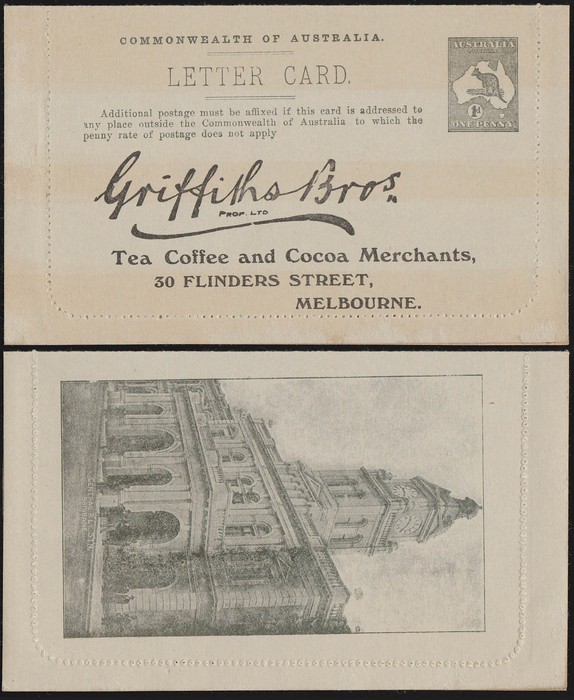 COMMONWEALTH OF AUSTRALIA.
LETTER CARD.
AUSTRALIA
1d
ONE PENNY
Additional postage must be affixed if this card is addressed to
any place outside the Commonwealth of Australia to which the
penny rate of postage does not apply
Griffiths Bros.
PROP. LTD
Tea Coffee and Cocoa Merchants,
30 FLINDERS STREET,
MELBOURNE.